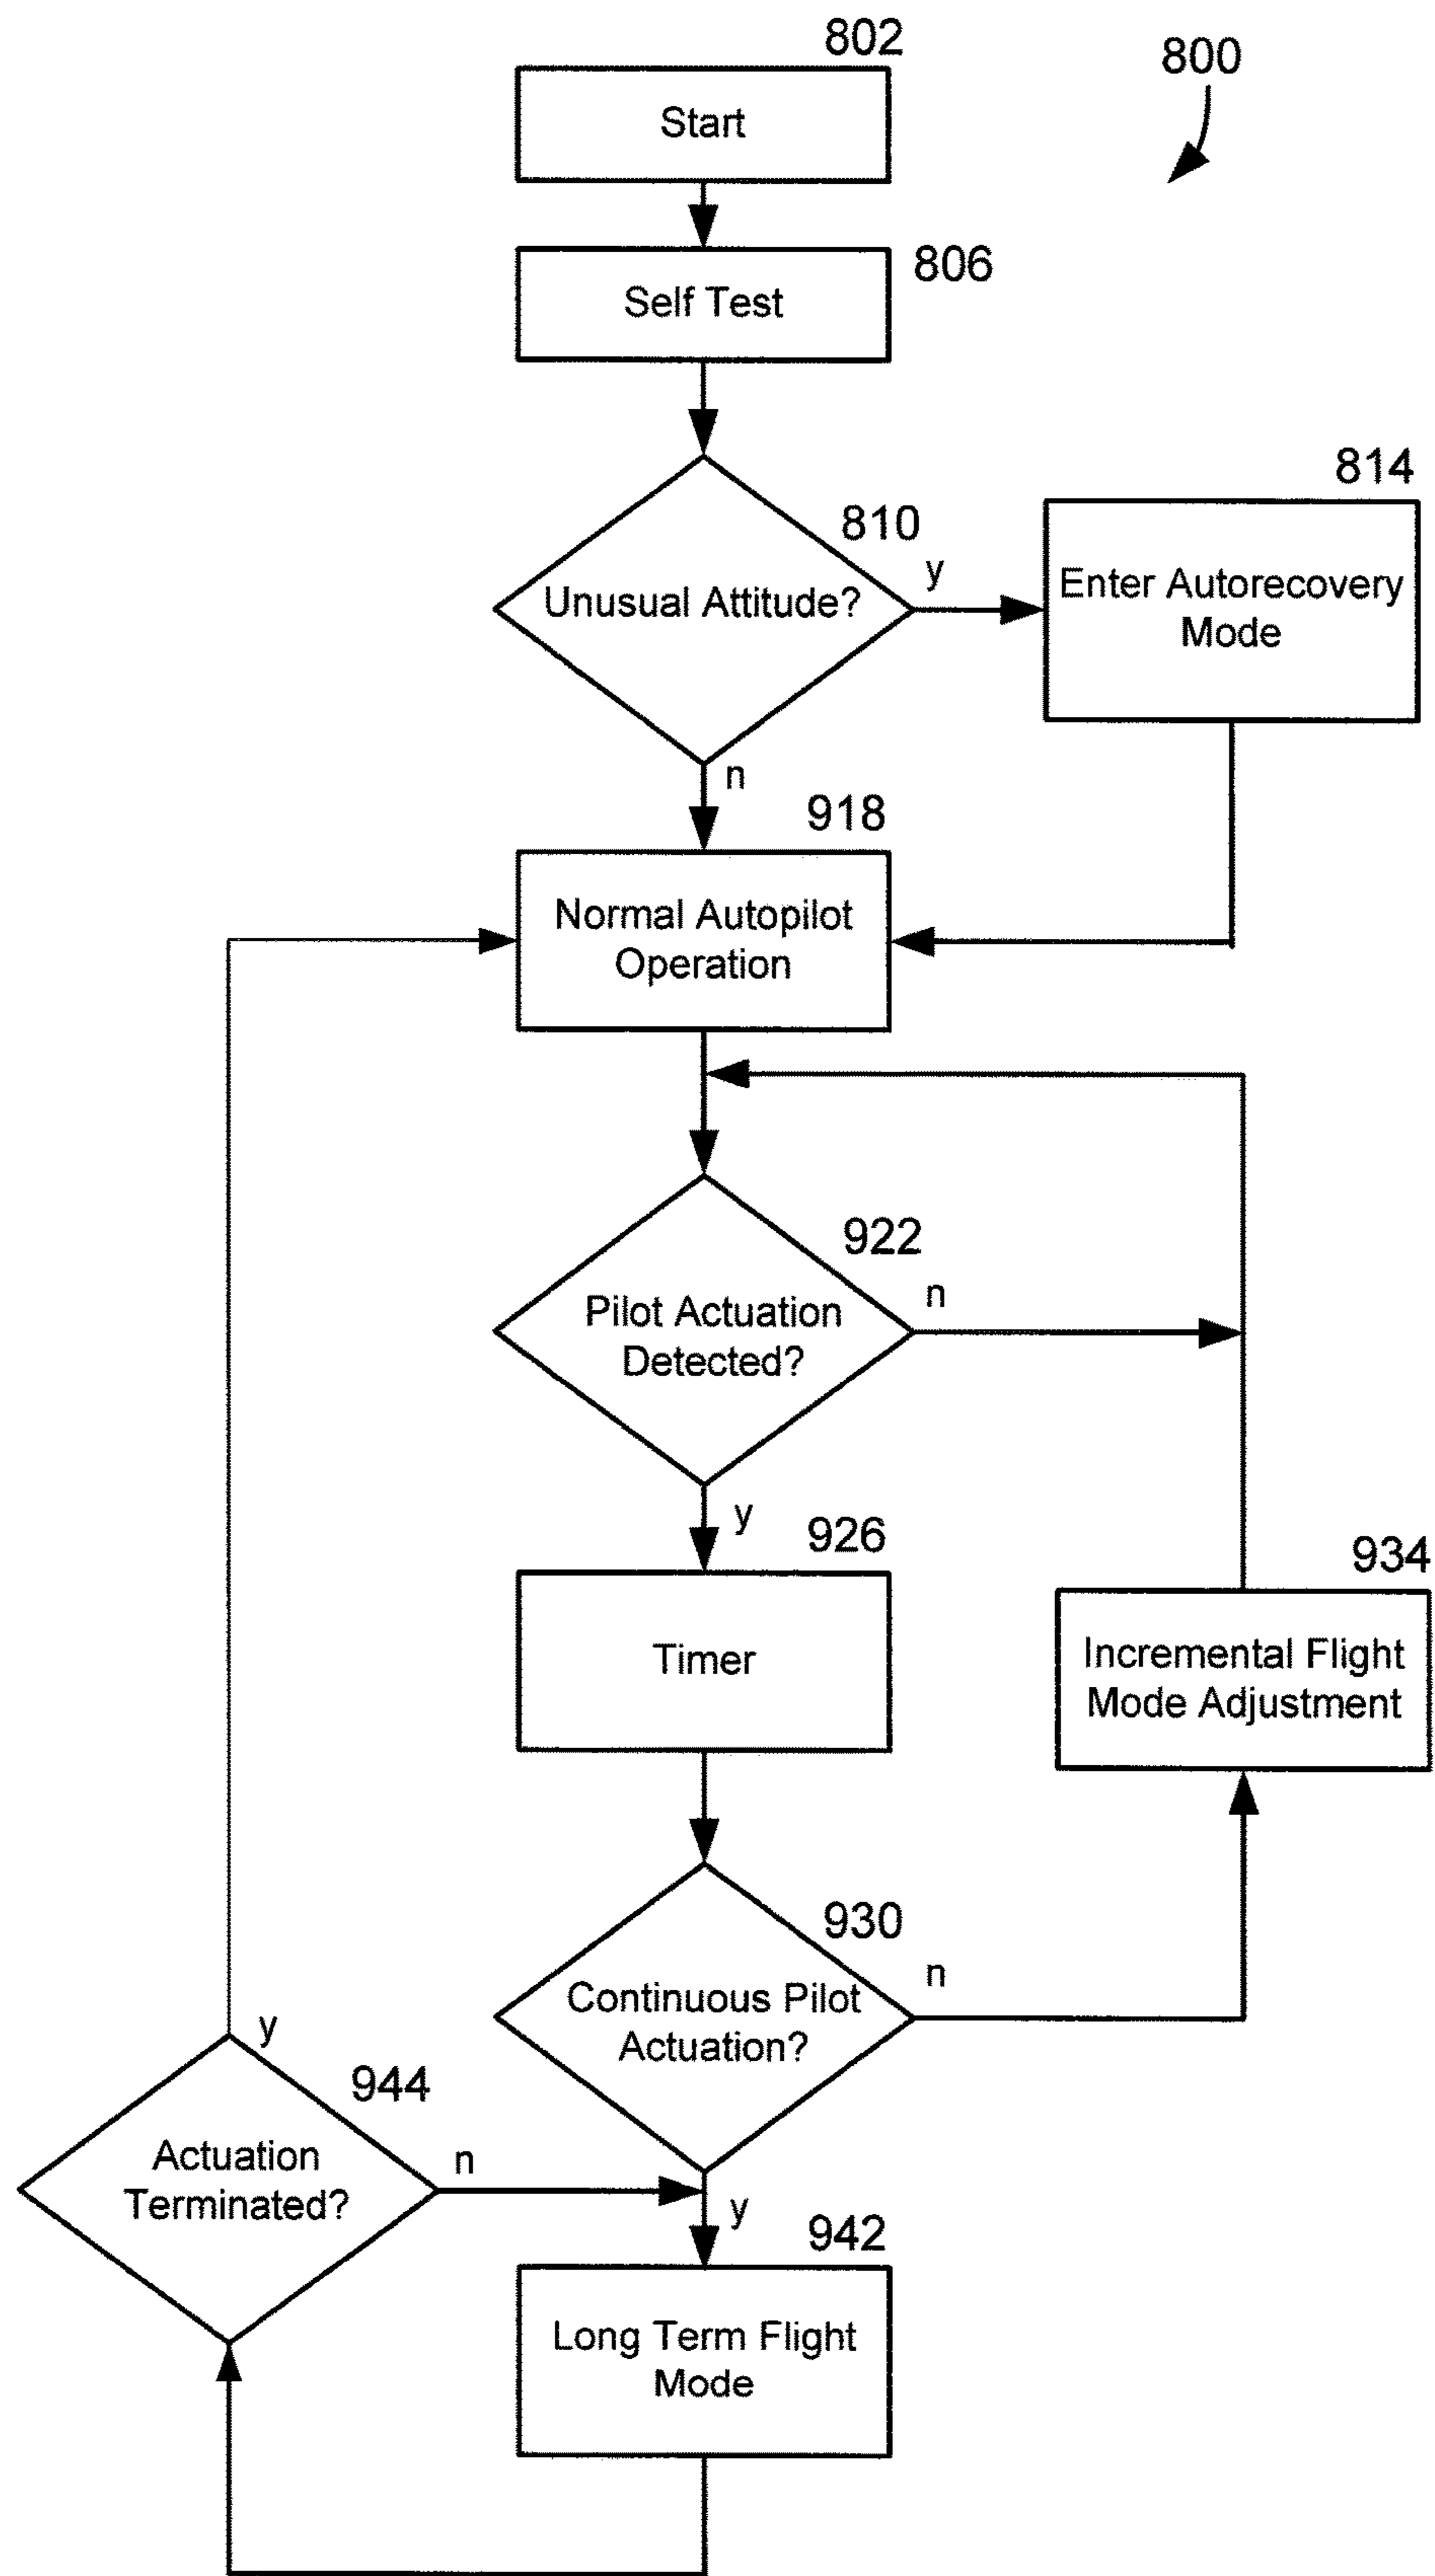 802
800
Start
806
Self Test
814
810
y
Unusual Attitude?
Enter Autorecovery
Mode
n
918
Normal Autopilot
Operation
922
n
Pilot Actuation
Detected?
y
926
934
Timer
Incremental Flight
Mode Adjustment
930
n
Continuous Pilot
Actuation?
y
944
Actuation
Terminated?
n
y
942
Long Term Flight
Mode